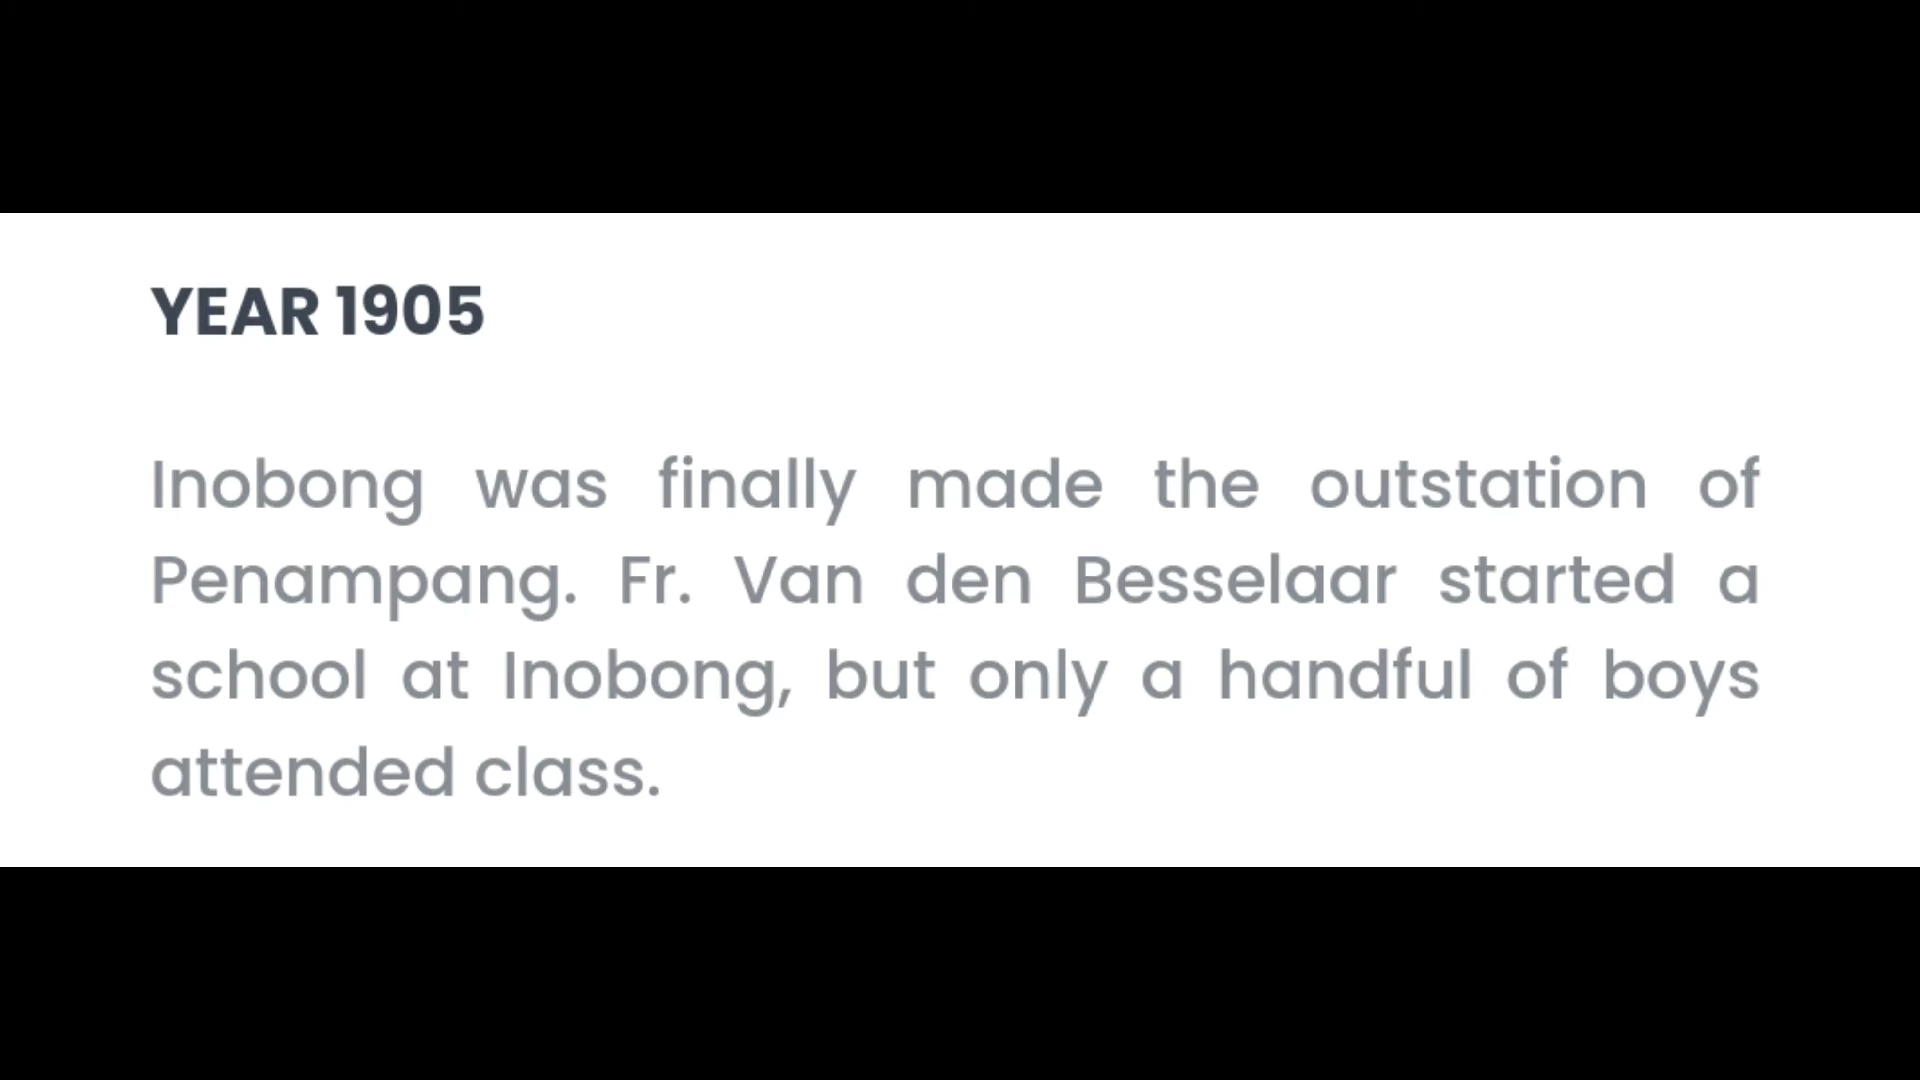 YEAR 1905
Inobong was finally made the outstation of
Penampang. Fr. Van den Besselaar started a
school at Inobong, but only a handful of boys
attended class.